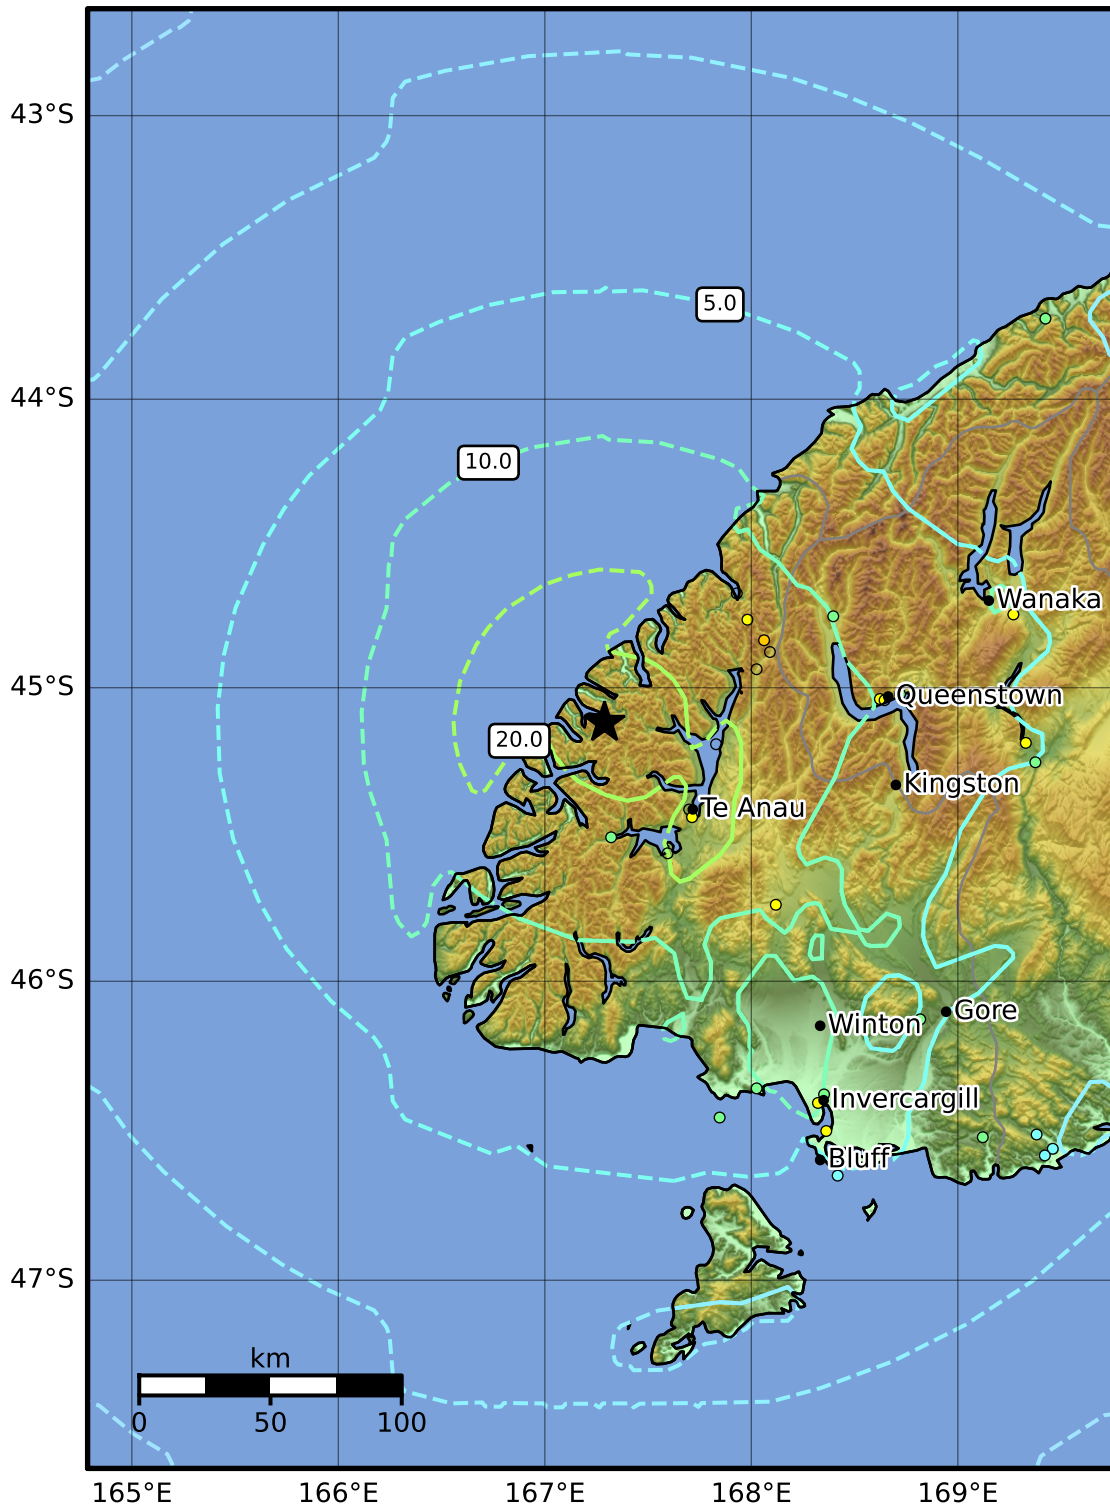 43°S
5.0
44°S
10.0
Wanaka
45°S
Queenstown
20.0
Kingston
Te Anau
46°S
Gore
Winton
Invercargill
Bluff
47°S
km
0 50 100
165°E 166°E 167°E 168°E 169°E